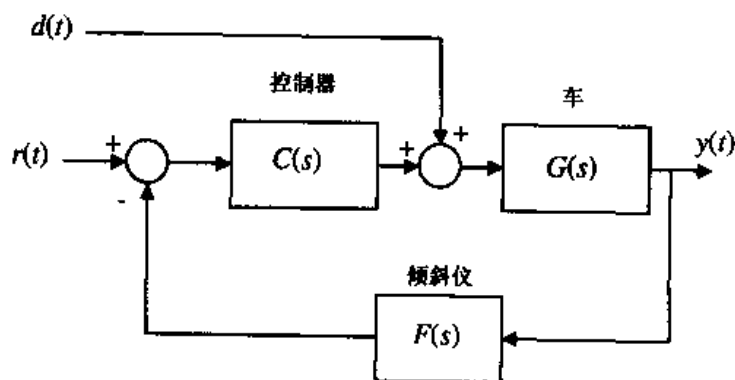 d(t)
控制器
车
r(t)
+
-
C(s)
+
+
G(s)
y(t)
倾斜仪
F(s)